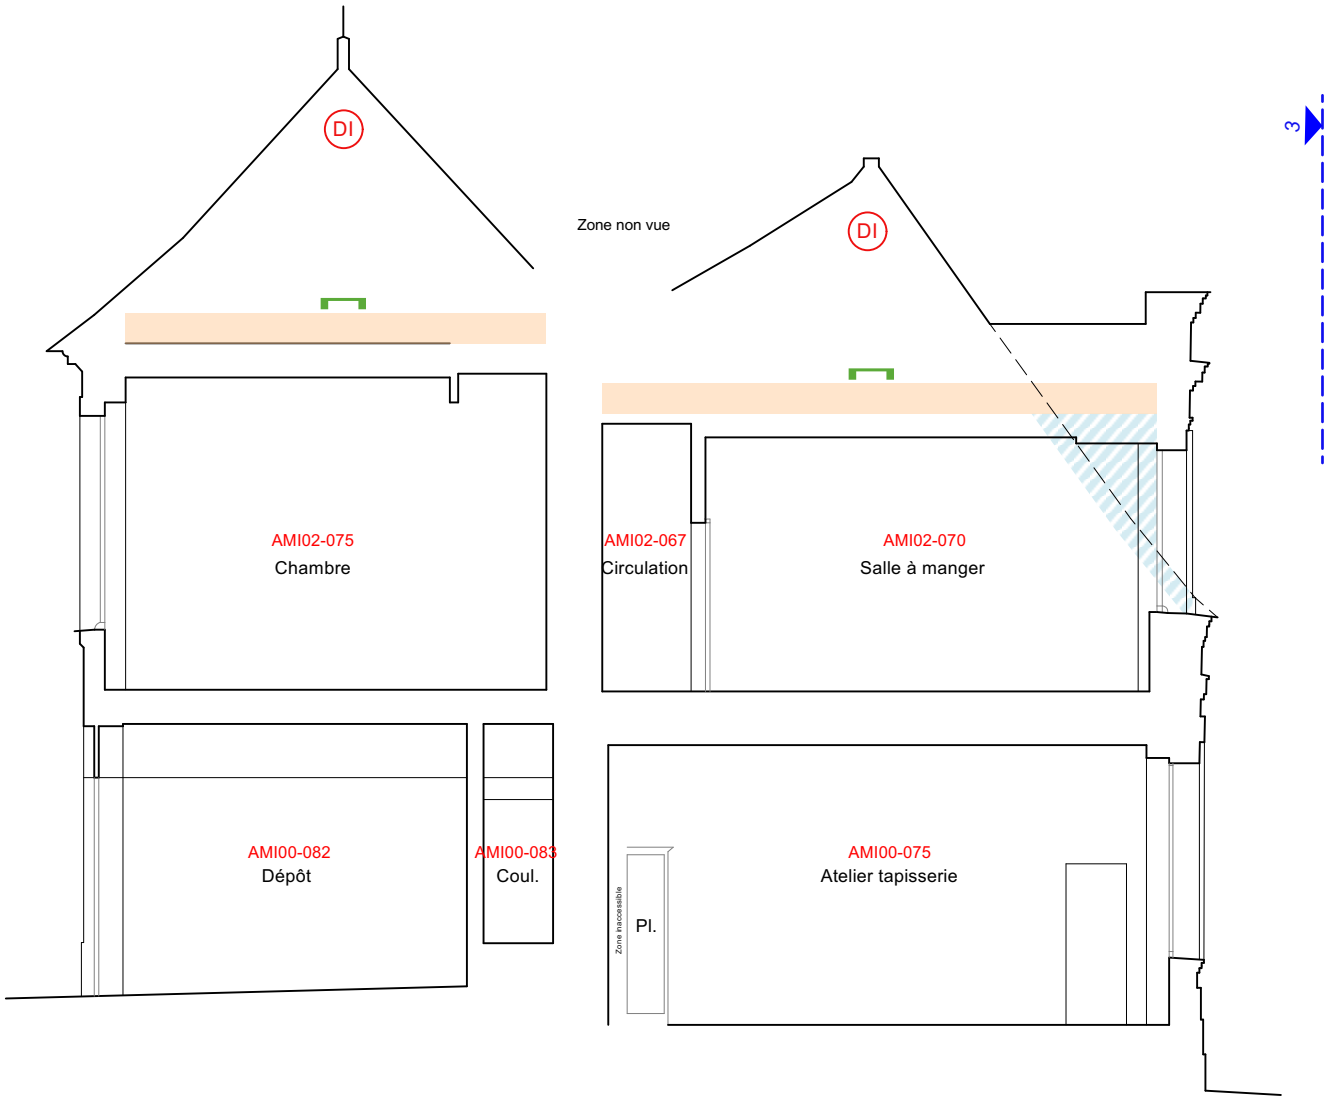 DI
3
Zone non vue
DI
AMI02-075
Chambre
AMI02-067
Circulation
AMI02-070
Salle à manger
AMI00-082
Dépôt
AMI00-083
Coul.
AMI00-075
Atelier tapisserie
Zone inaccessible
Pl.